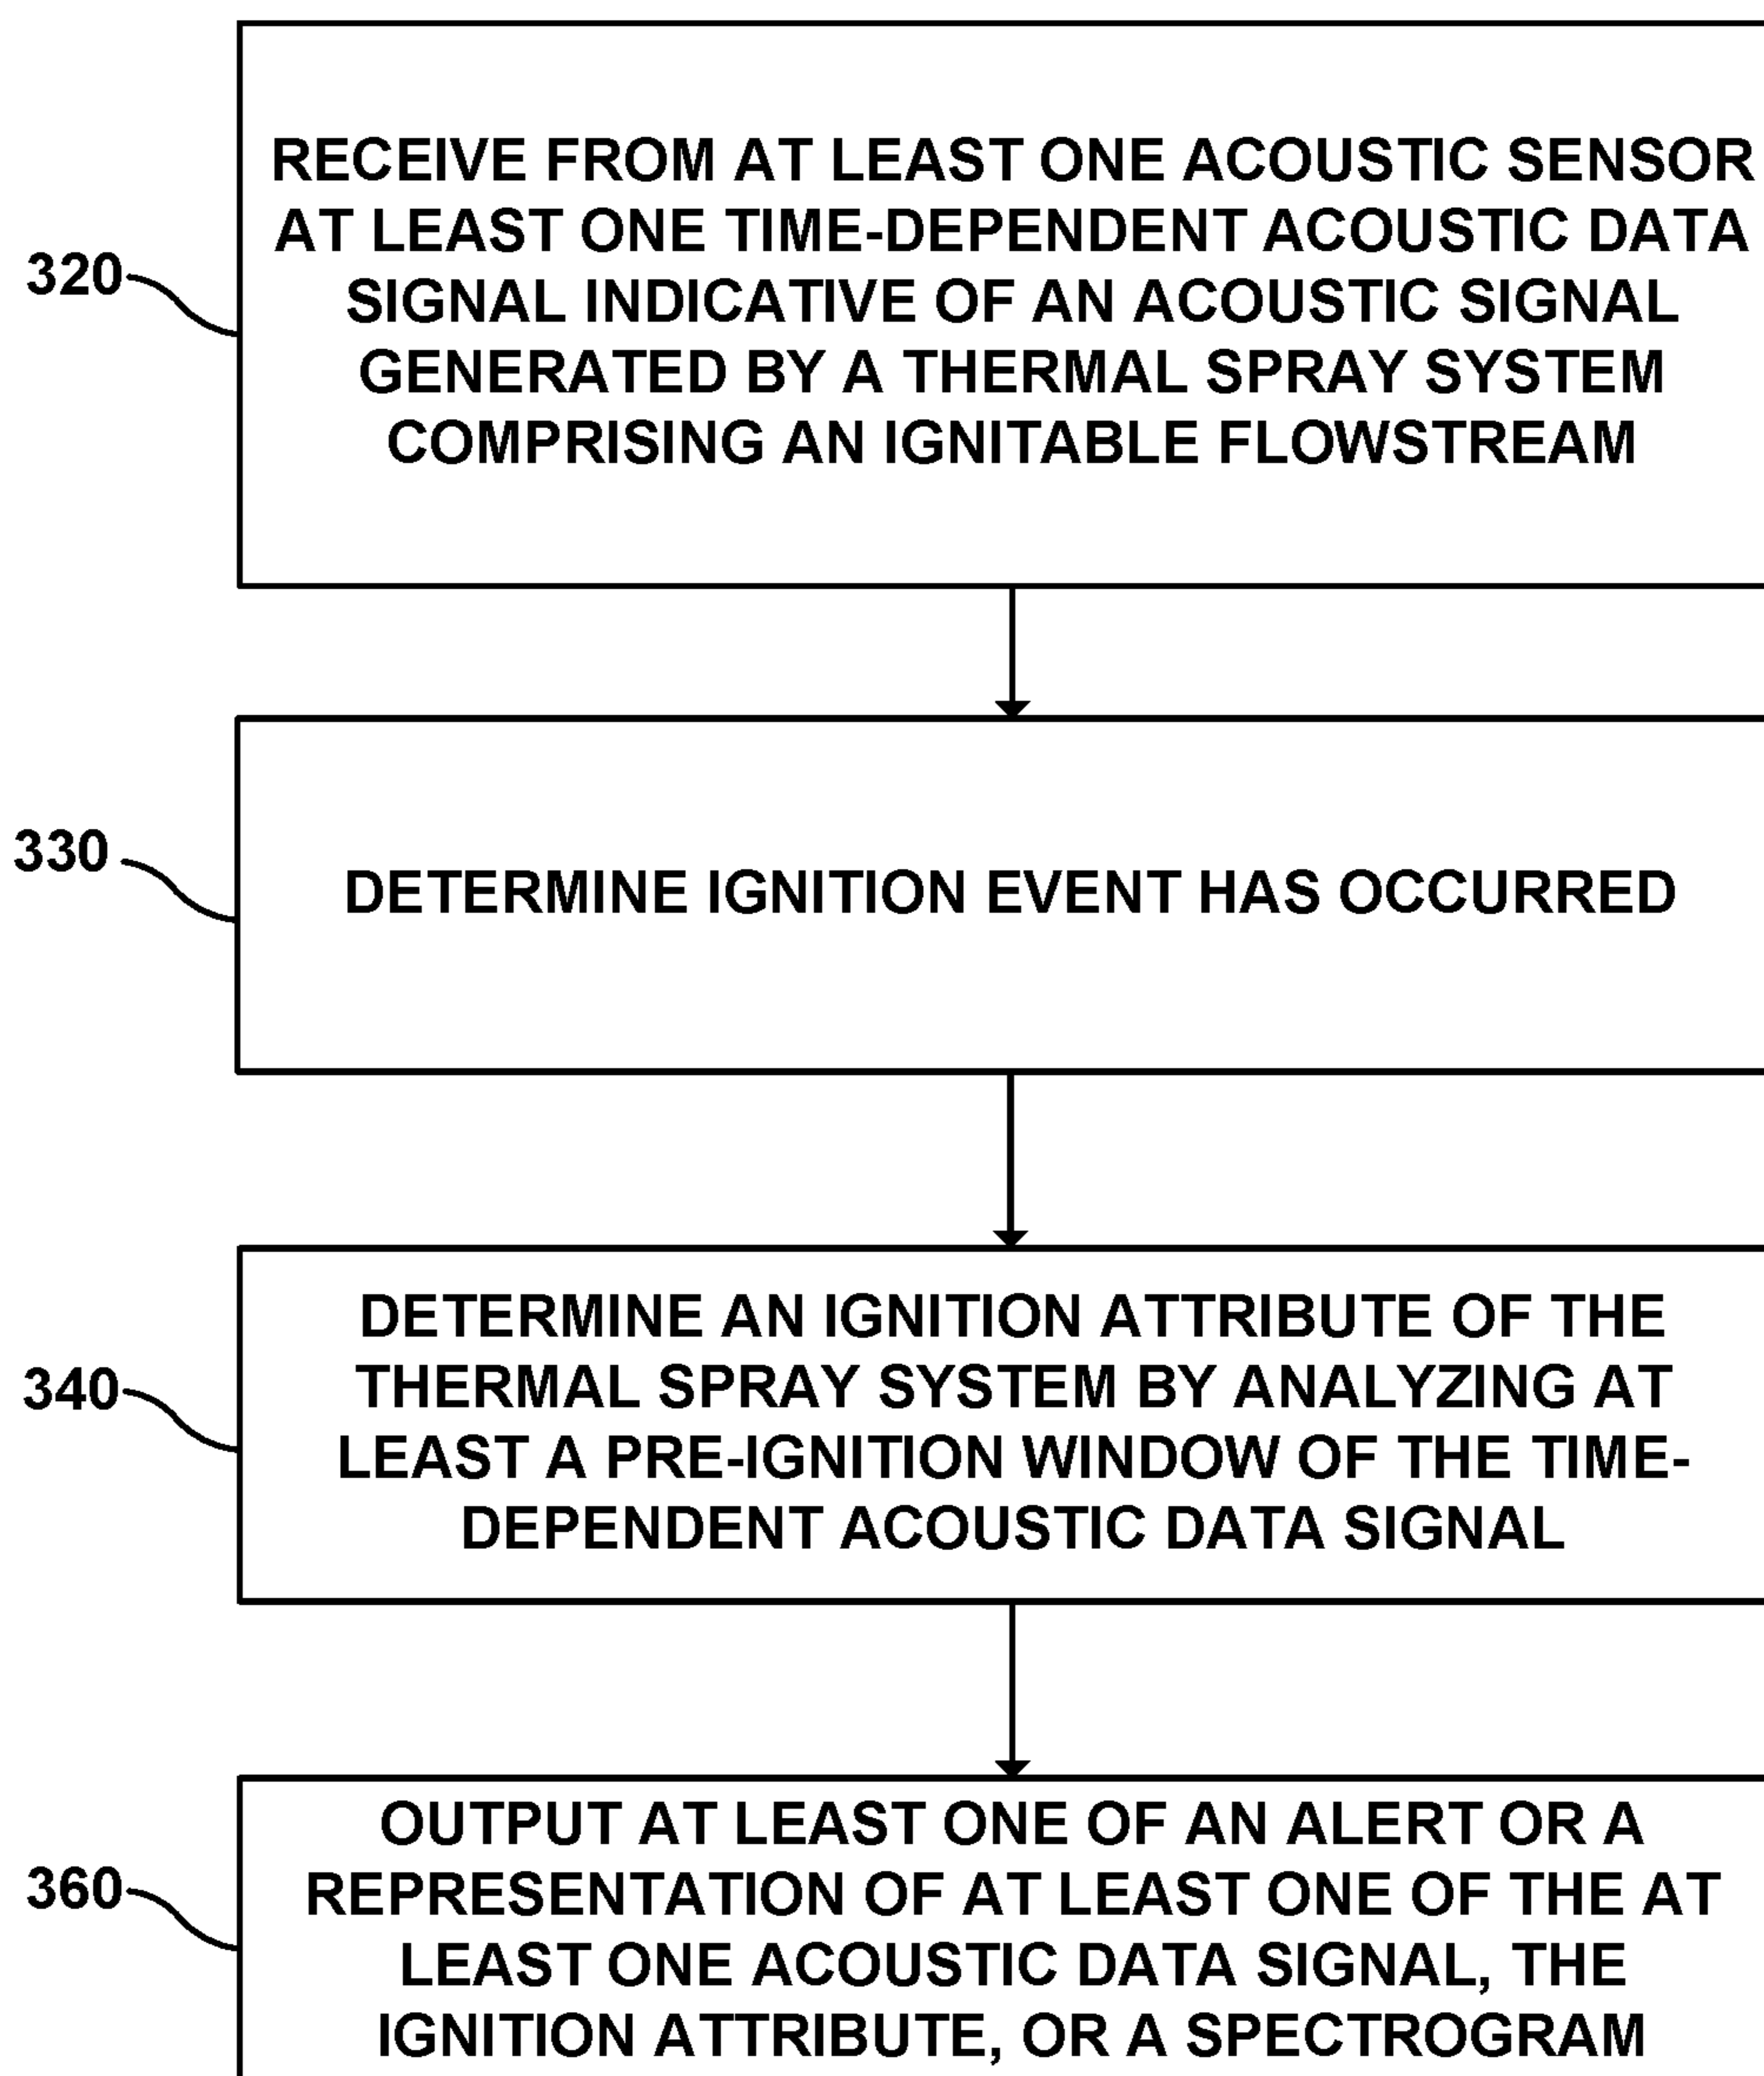 RECEIVE FROM AT LEAST ONE ACOUSTIC SENSOR
AT LEAST ONE TIME-DEPENDENT ACOUSTIC DATA
SIGNAL INDICATIVE OF AN ACOUSTIC SIGNAL
GENERATED BY A THERMAL SPRAY SYSTEM
COMPRISING AN IGNITABLE FLOWSTREAM
320
330
DETERMINE IGNITION EVENT HAS OCCURRED
DETERMINE AN IGNITION ATTRIBUTE OF THE
THERMAL SPRAY SYSTEM BY ANALYZING AT
LEAST A PRE-IGNITION WINDOW OF THE TIME-
DEPENDENT ACOUSTIC DATA SIGNAL
340
OUTPUT AT LEAST ONE OF AN ALERT OR A
REPRESENTATION OF AT LEAST ONE OF THE AT
LEAST ONE ACOUSTIC DATA SIGNAL, THE
IGNITION ATTRIBUTE, OR A SPECTROGRAM
360